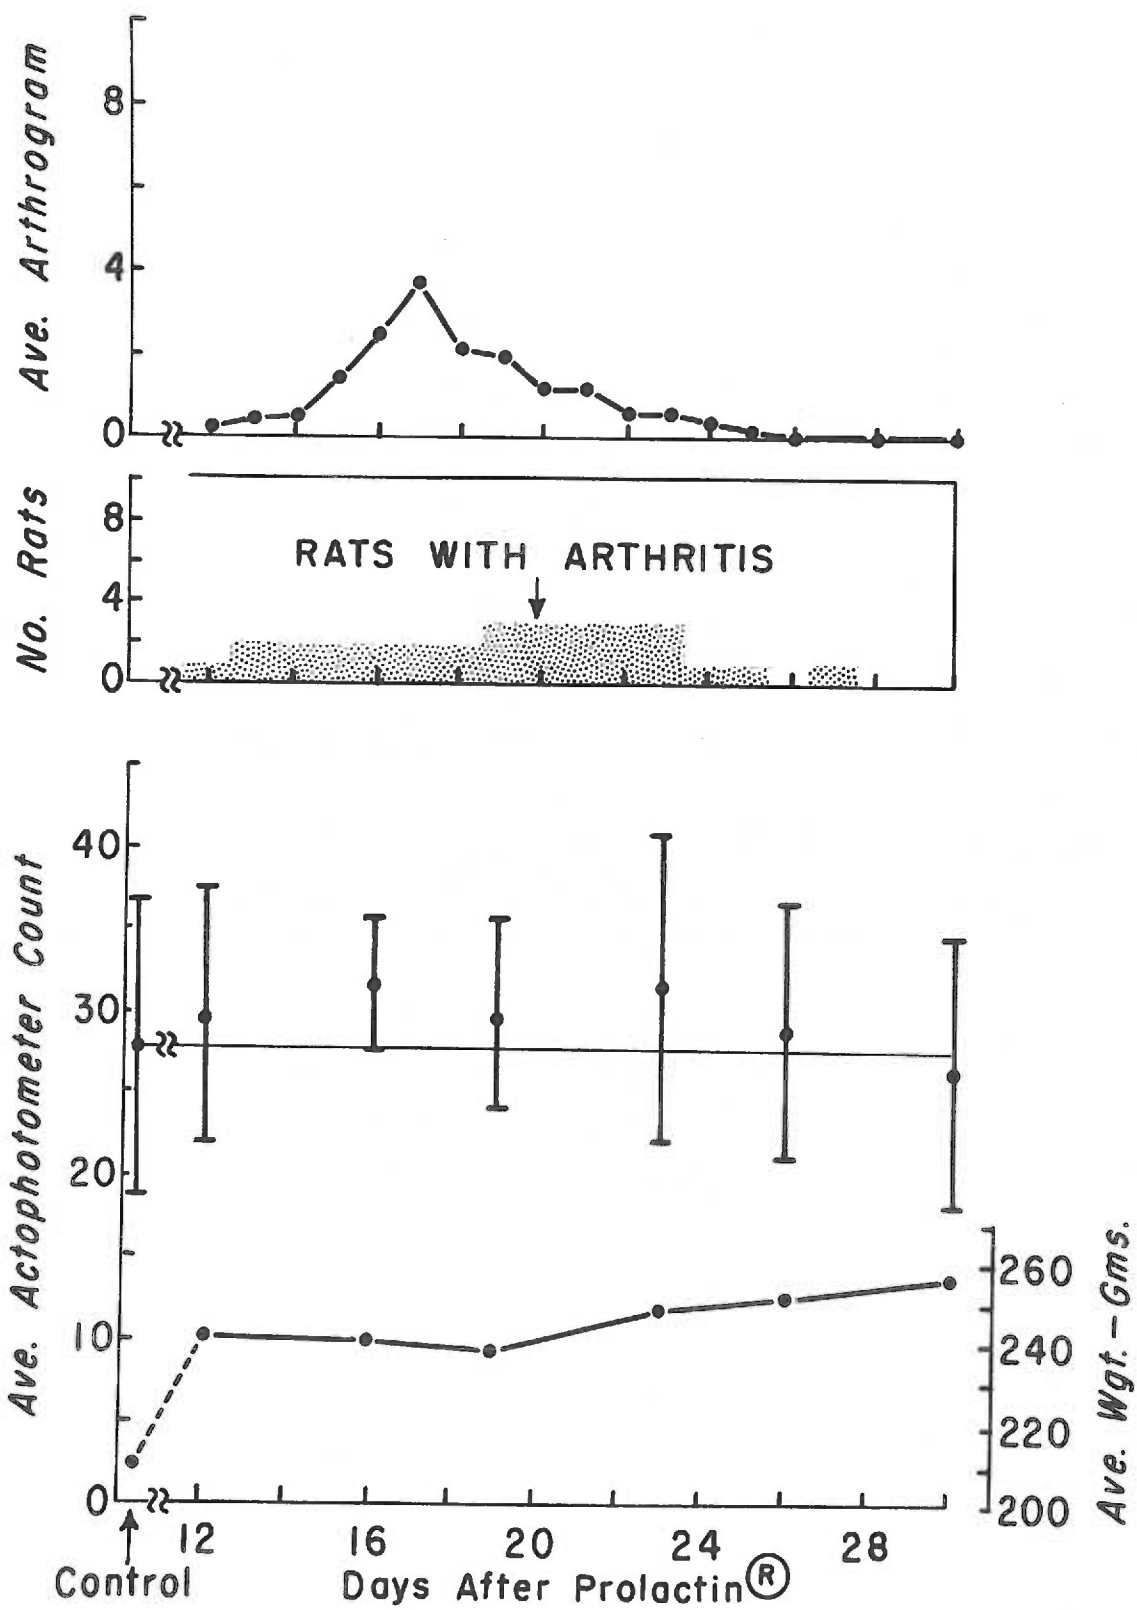 Ave. Arthrogram
8
4
0
No. Rats
8
4
0
RATS WITH ARTHRITIS
Ave. Actophotometer Count
40
30
20
10
0
260
240
220
200
Ave. Wgt.–Gms.
12 16 20 24 28
Control
Days After Prolactin®